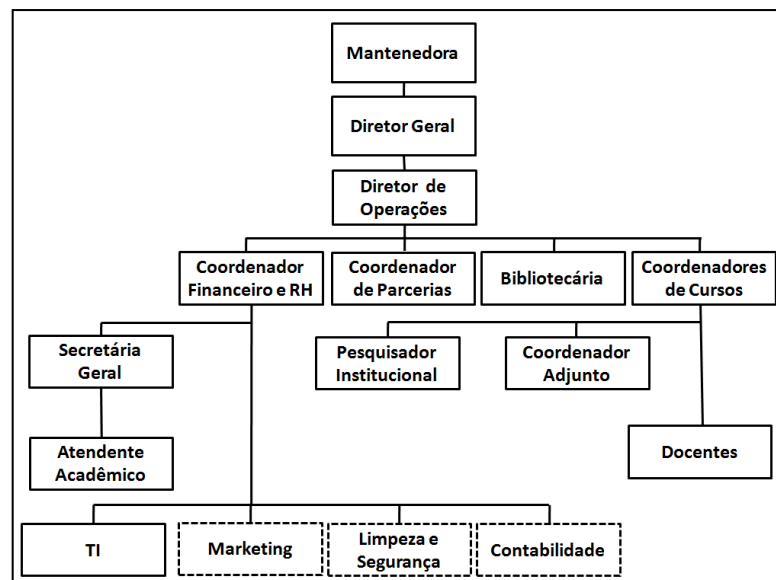 Mantenedora
Diretor Geral
Diretor de
Operações
Coordenador
Financeiro e RH
Coordenador
de Parcerias
Bibliotecária
Coordenadores
de Cursos
Secretária
Geral
Pesquisador
Institucional
Coordenador
Adjunto
Atendente
Acadêmico
Docentes
TI
Marketing
Limpeza e
Segurança
Contabilidade